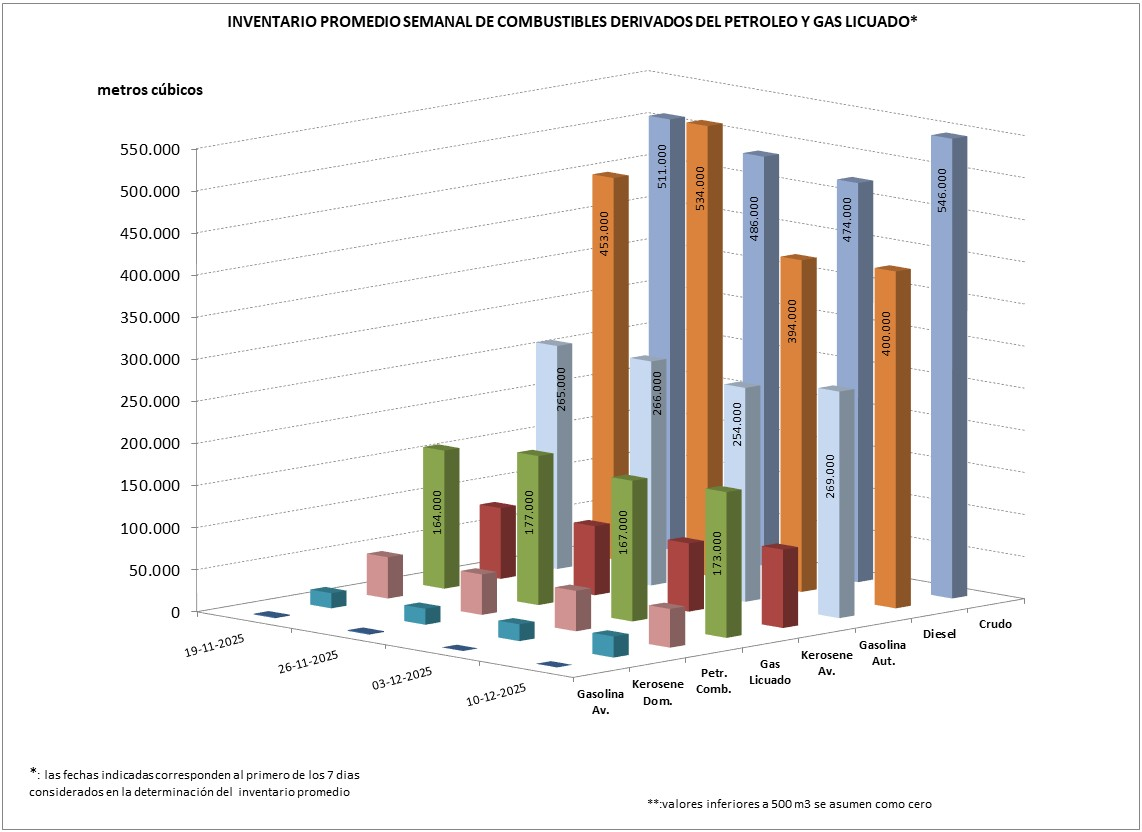 INVENTARIO PROMEDIO SEMANAL DE COMBUSTIBLES DERIVADOS DEL PETROLEO Y GAS LICUADO*
metros cúbicos
550.000
500.000
450.000
400.000
350.000
300.000
250.000
200.000
150.000
100.000
50.000
0
511.000
534.000
486.000
474.000
546.000
453.000
394.000
400.000
265.000
266.000
254.000
269.000
164.000
177.000
167.000
173.000
19-11-2025
26-11-2025
03-12-2025
10-12-2025
Gasolina
Av.
Kerosene
Dom.
Petr.
Comb.
Gas
Licuado
Kerosene
Av.
Gasolina
Aut.
Diesel
Crudo
*: las fechas indicadas corresponden al primero de los 7 dias
considerados en la determinación del inventario promedio
**:valores inferiores a 500 m3 se asumen como cero